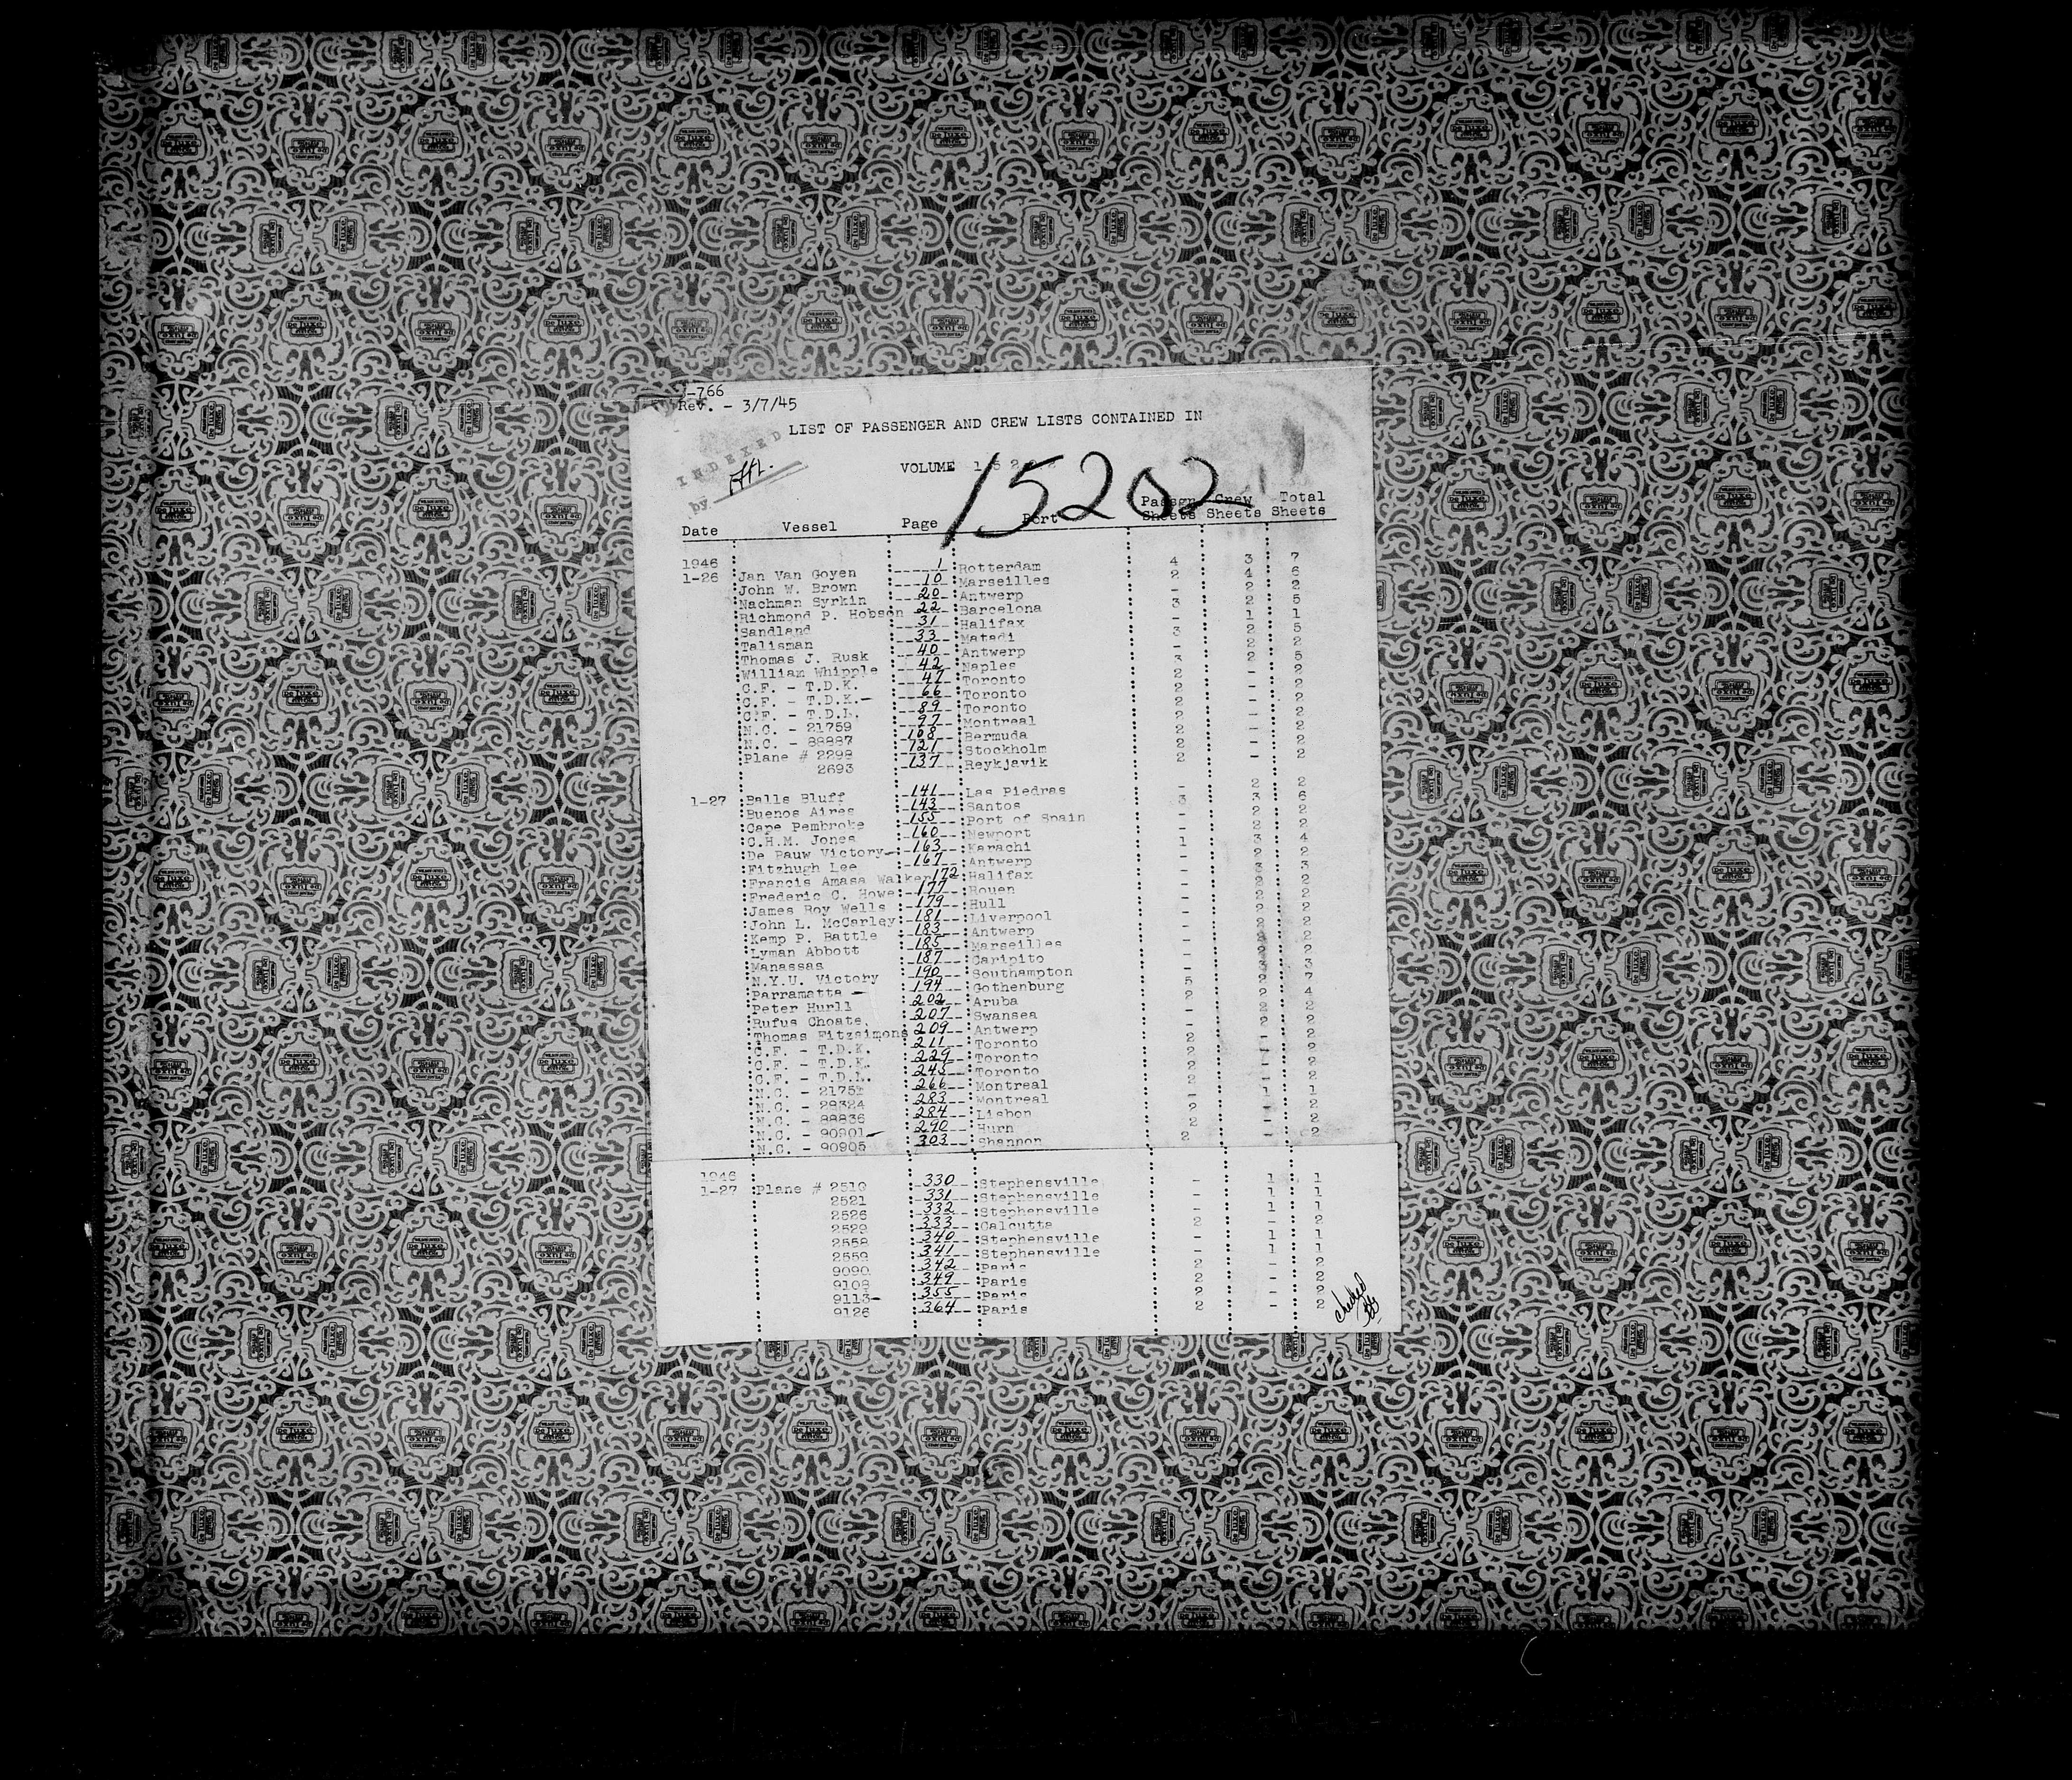 I-766
Rev. - 3/7/45
LIST OF PASSENGER AND CREW LISTS CONTAINED IN
INDEXED
by
VOLUME 15202
Date Vessel Page Port Passgr Sheets Crew Sheets Total Sheets
1946
1-26 Jan Van Goyen 1 Rotterdam 4 3 7
John W. Brown 10 Marseilles 2 4 6
Nachman Syrkin 20 Antwerp - 2 2
Richmond P. Hobson 22 Barcelona 3 2 5
Sandland 31 Halifax - 1 1
Talisman 33 Matadi 3 2 5
Thomas J. Rusk 40 Antwerp - 2 2
William Whipple 42 Naples 3 2 5
C.F. - T.D.K. 47 Toronto 2 - 2
C.F. - T.D.K.- 66 Toronto 2 - 2
C.F. - T.D.L. 89 Toronto 2 - 2
N.C. - 21759 97 Montreal 2 - 2
N.C. - 88887 108 Bermuda 2 - 2
Plane # 2298 121 Stockholm 2 - 2
2693 137 Reykjavik 2 - 2
1-27 Balls Bluff 141 Las Piedras - 2 2
Buenos Aires 143 Santos 3 3 6
Cape Pembroke 155 Port of Spain - 2 2
C.H.M. Jones 160 Newport - 2 2
De Pauw Victory 163 Karachi 1 3 4
Fitzhugh Lee 167 Antwerp - 2 2
Francis Amasa Walker 172 Halifax - 3 3
Frederic C. Howe 177 Rouen - 2 2
James Roy Wells 179 Hull - 2 2
John L. McCarley 181 Liverpool - 2 2
Kemp P. Battle 183 Antwerp - 2 2
Lyman Abbott 185 Marseilles - 2 2
Manassas 187 Caripito - 2 2
N.Y.U. Victory 190 Southampton - 3 3
Parramatta - 194 Gothenburg 5 2 7
Peter Hurll 202 Aruba 2 2 4
Rufus Choate 207 Swansea - 2 2
Thomas Fitzsimons 209 Antwerp - 2 2
C.F. - T.D.K. 211 Toronto 2 - 2
C.F. - T.D.K. 229 Toronto 2 - 2
C.F. - T.D.L. 245 Toronto 2 - 2
N.C. - 266 Montreal 2 - 2
N.C. - 28324 283 Montreal - 1 1
N.C. - 88836 284 Lisbon 2 - 2
N.C. - 90901 290 Hurn 2 - 2
N.C. - 90905 303 Shannon 2 - 2
1946
1-27 Plane # 2510 330 Stephensville - 1 1
2521 331 Stephensville - 1 1
2526 332 Stephensville - 1 1
2529 333 Calcutta 2 - 2
2558 340 Stephensville - 1 1
2559 341 Stephensville - 1 1
9090 342 Paris 2 - 2
9108 349 Paris 2 - 2
9113- 355 Paris 2 - 2
9126 364 Paris 2 - 2
checked